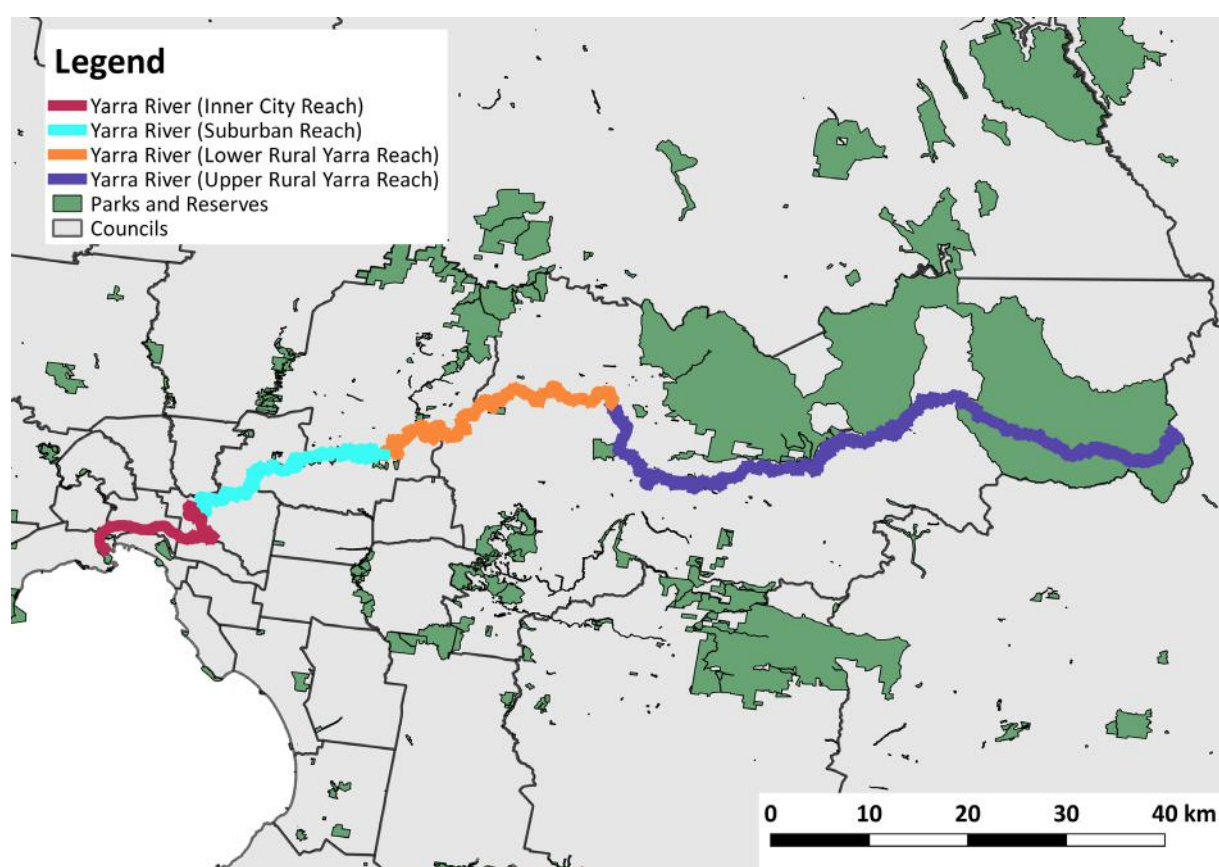 Legend
Yarra River (Inner City Reach)
Yarra River (Suburban Reach)
Yarra River (Lower Rural Yarra Reach)
Yarra River (Upper Rural Yarra Reach)
Parks and Reserves
Councils
0 10 20 30 40 km